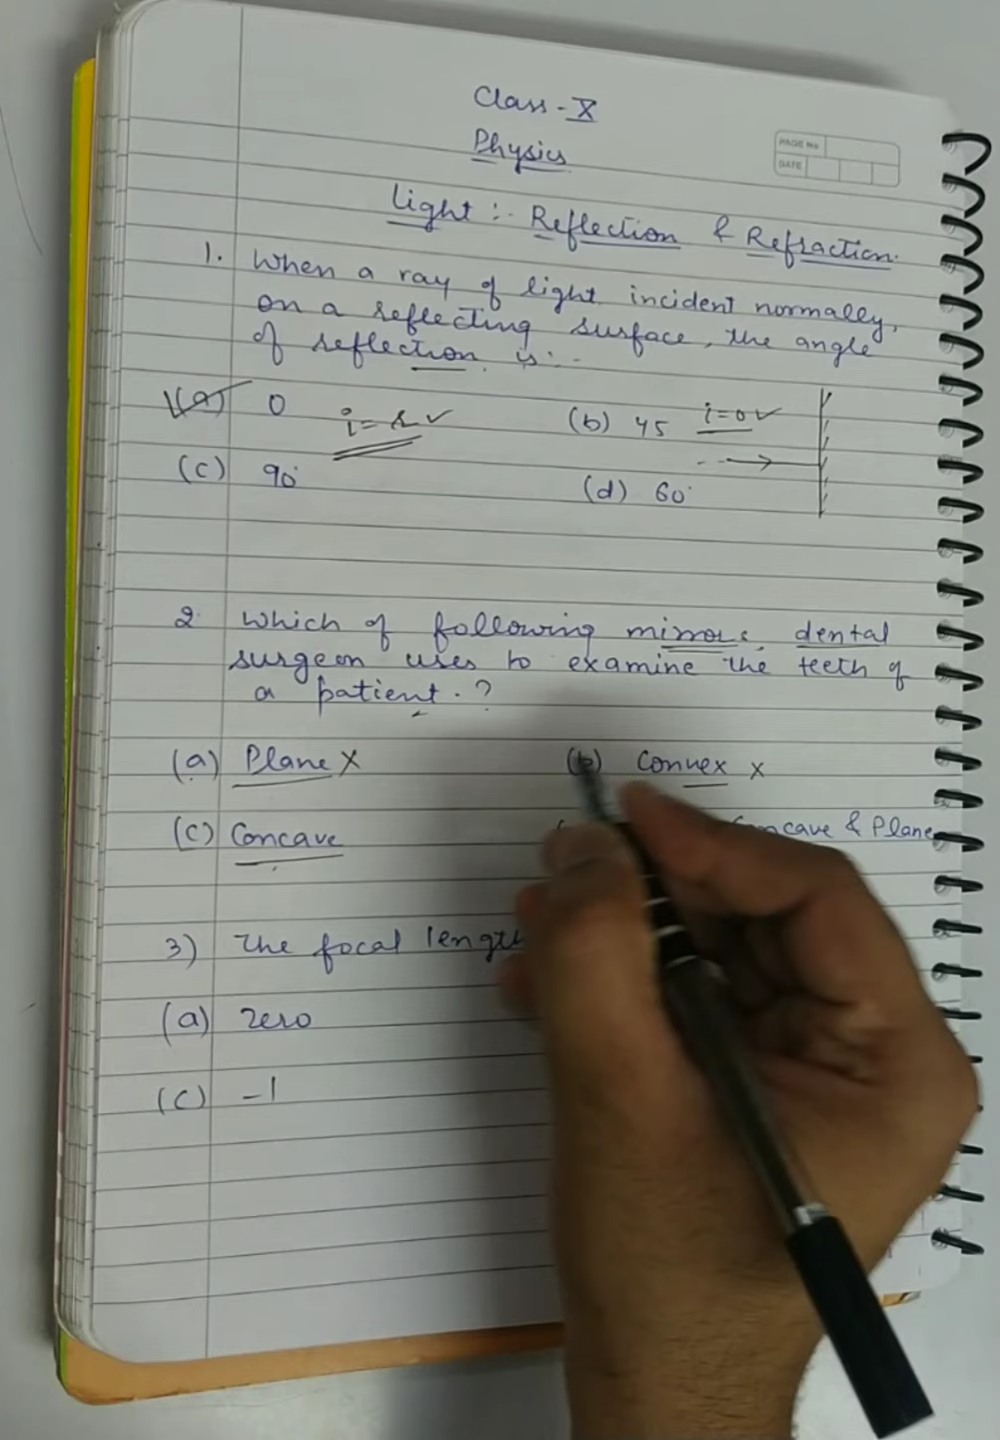 Class - X
Physics
PAGE No
DATE
Light :- Reflection & Refraction.
1. When a ray of light incident normally,
on a reflecting surface, the angle
of reflection is :-
(a) 0 i = r ✓ (b) 45 i = 0 ✓
(c) 90° (d) 60°
2. Which of following mirrors dental
surgeon uses to examine the teeth of
a patient. ?
(a) Plane X (b) Convex x
(c) Concave Concave & Plane
3) The focal length
(a) Zero
(c) -1